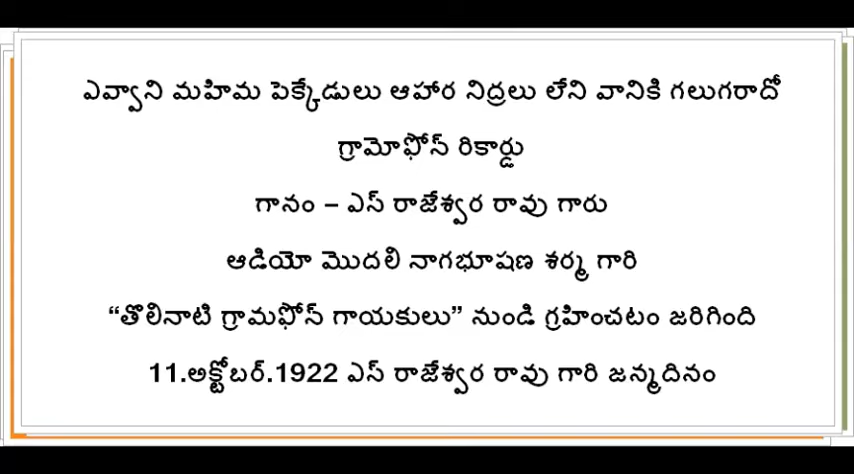 ఎవ్వాని మహిమ పెక్కేడులు ఆహార నిద్రలు లేని వానికి గలుగరాదో
గ్రామోఫోన్ రికార్డు
గానం – ఎస్ రాజేశ్వర రావు గారు
ఆడియో మొదలి నాగభూషణ శర్మ గారి
“తొలినాటి గ్రామఫోన్ గాయకులు” నుండి గ్రహించటం జరిగింది
11.అక్టోబర్.1922 ఎస్ రాజేశ్వర రావు గారి జన్మదినం